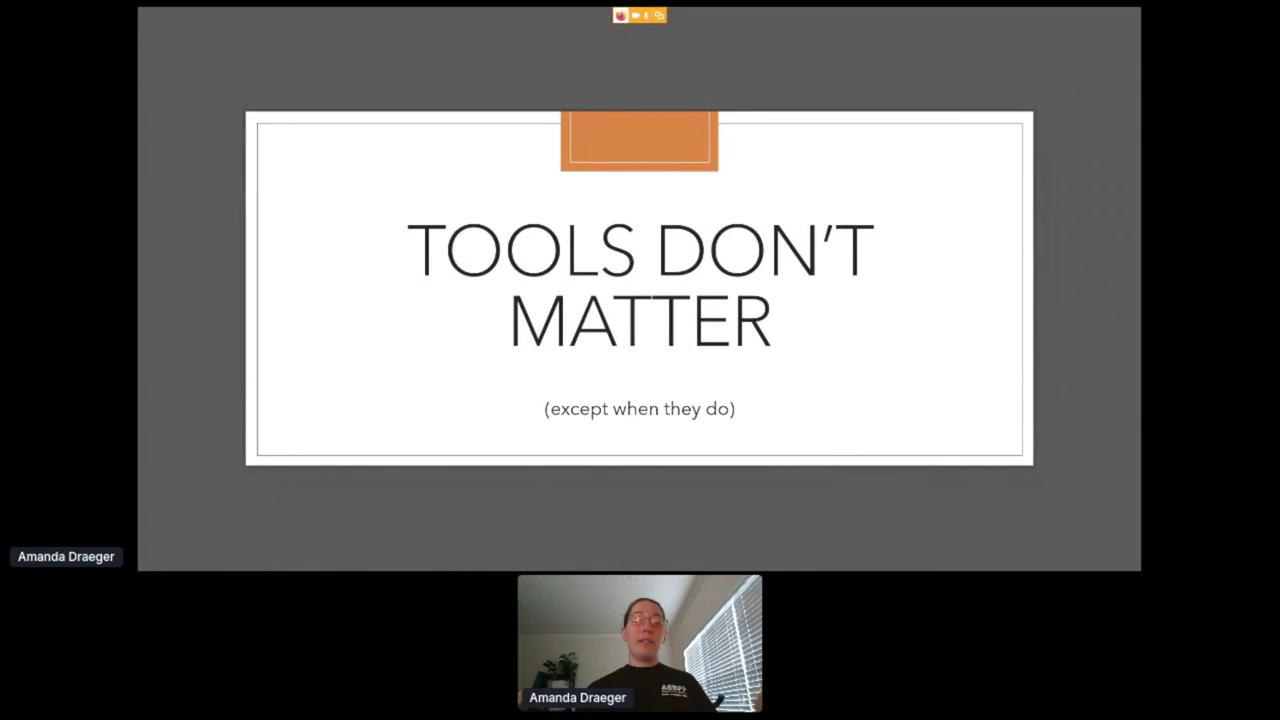 TOOLS DON'T
MATTER
(except when they do)
Amanda Draeger
Amanda Draeger